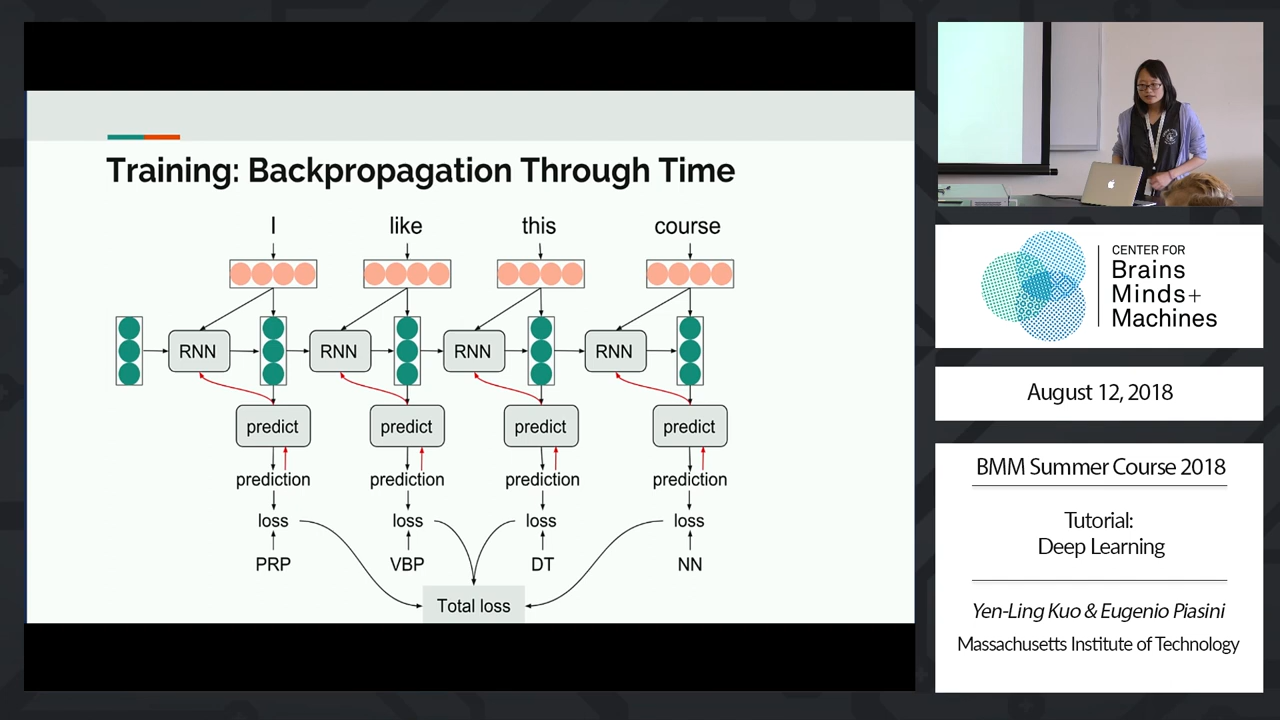 Training: Backpropagation Through Time
I like this course
RNN RNN RNN RNN
predict predict predict predict
prediction prediction prediction prediction
loss loss loss loss
PRP VBP DT NN
Total loss
CENTER FOR
Brains
Minds+
Machines
August 12, 2018
BMM Summer Course 2018
Tutorial:
Deep Learning
Yen-Ling Kuo & Eugenio Piasini
Massachusetts Institute of Technology